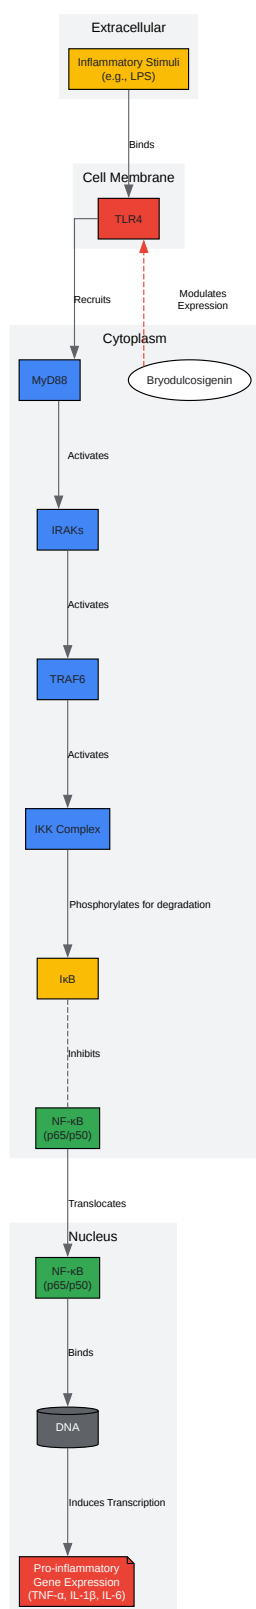 Extracellular
Inflammatory Stimuli
(e.g., LPS)
Binds
Cell Membrane
TLR4
Recruits
Modulates
Expression
Cytoplasm
MyD88
Bryodulcosigenin
Activates
IRAKs
Activates
TRAF6
Activates
IKK Complex
Phosphorylates for degradation
IκB
Inhibits
NF-κB
(p65/p50)
Translocates
Nucleus
NF-κB
(p65/p50)
Binds
DNA
Induces Transcription
Pro-inflammatory
Gene Expression
(TNF-α, IL-1β, IL-6)